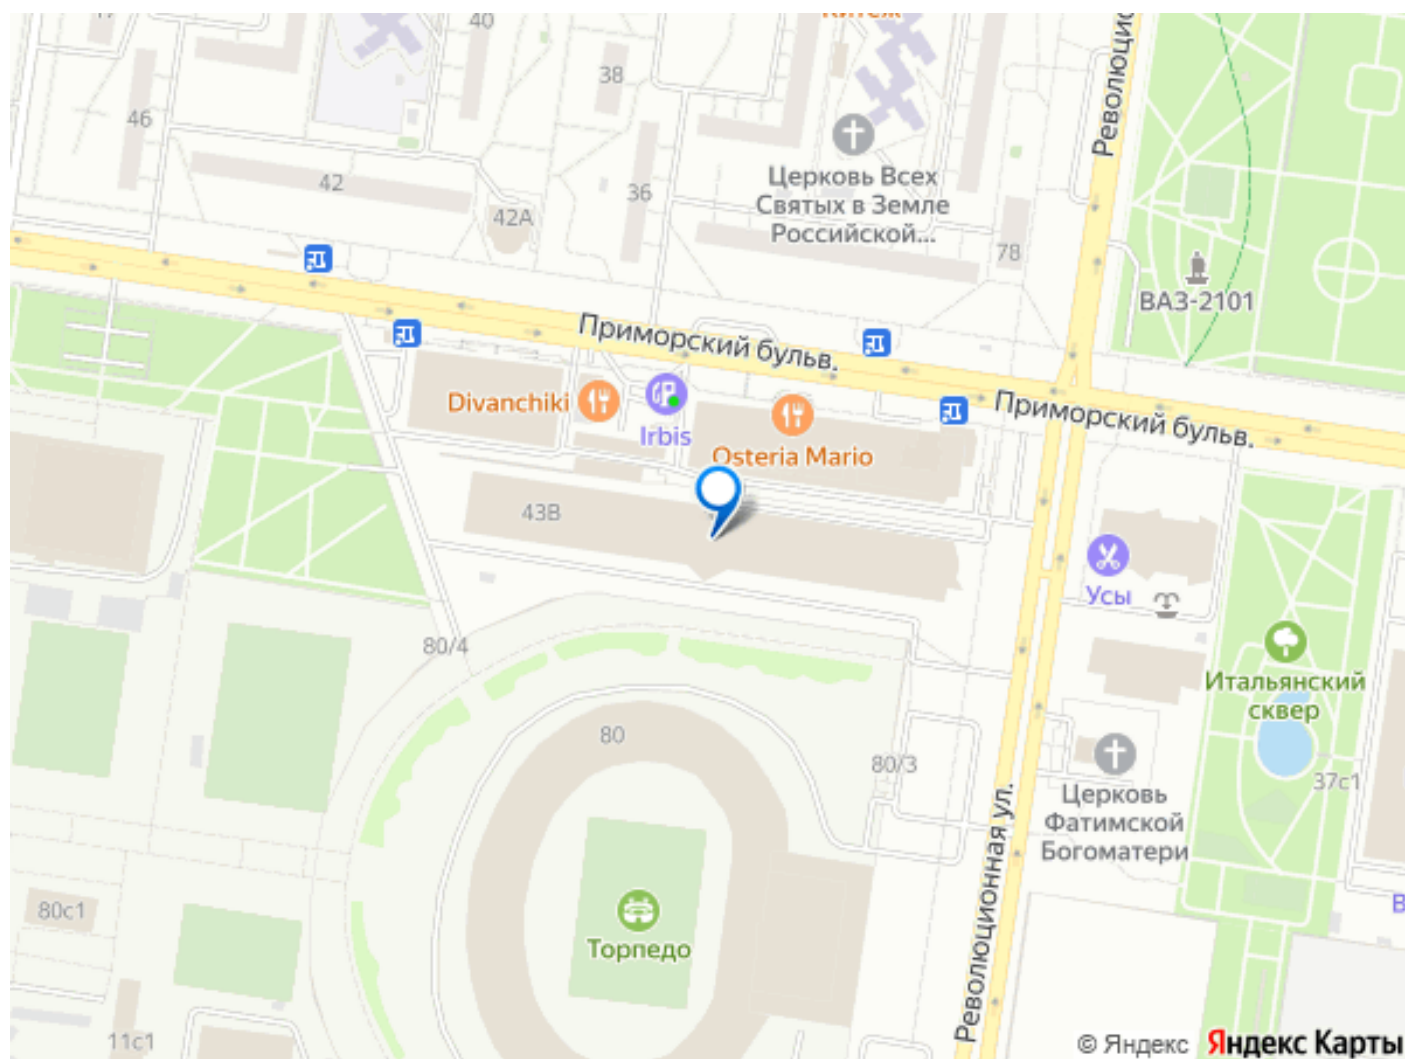 40
Китеж
38
46
Революцио
42
36
42А
Церковь Всех
Святых в Земле
Российской...
78
ВАЗ-2101
Приморский бульв.
Приморский бульв.
Divanchiki
Irbis
Osteria Mario
43В
Усы
80/4
Итальянский
сквер
80
80/3
37с1
Церковь
Фатимской
Богоматери
Революционная ул.
80с1
Торпедо
В
11с1
© Яндекс Яндекс Карты